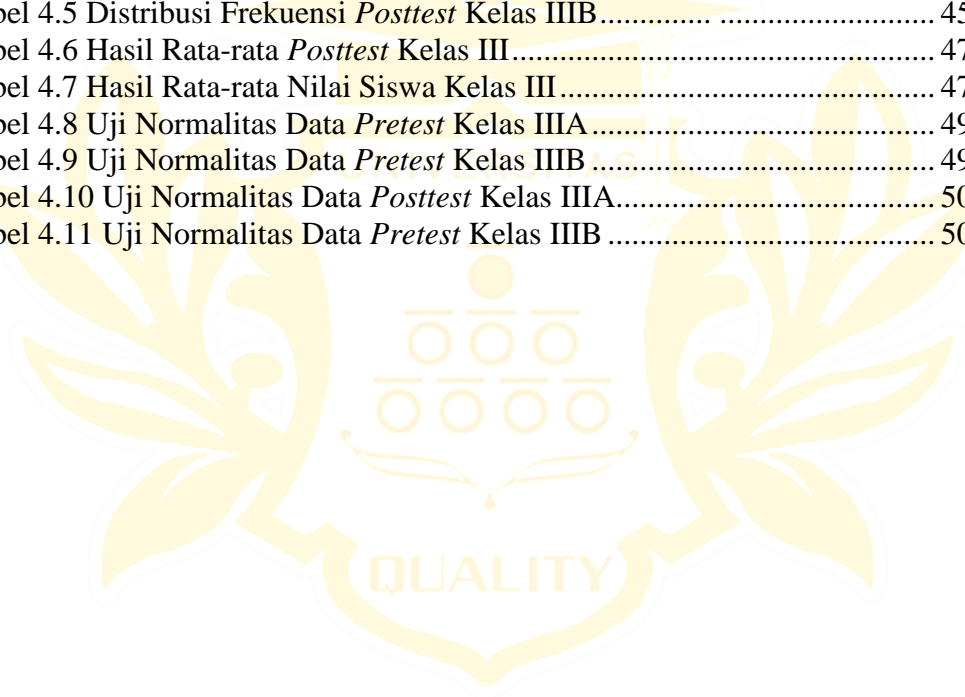 bel 4.5 Distribusi Frekuensi Posttest Kelas IIIB................ ................................ 45
bel 4.6 Hasil Rata-rata Posttest Kelas III.................................................... 47
bel 4.7 Hasil Rata-rata Nilai Siswa Kelas III.............................................. 47
bel 4.8 Uji Normalitas Data Pretest Kelas IIIA.......................................... 49
bel 4.9 Uji Normalitas Data Pretest Kelas IIIB.......................................... 49
bel 4.10 Uji Normalitas Data Posttest Kelas IIIA....................................... 50
bel 4.11 Uji Normalitas Data Pretest Kelas IIIB ........................................ 50
UNIVERSITAS
QUALITY